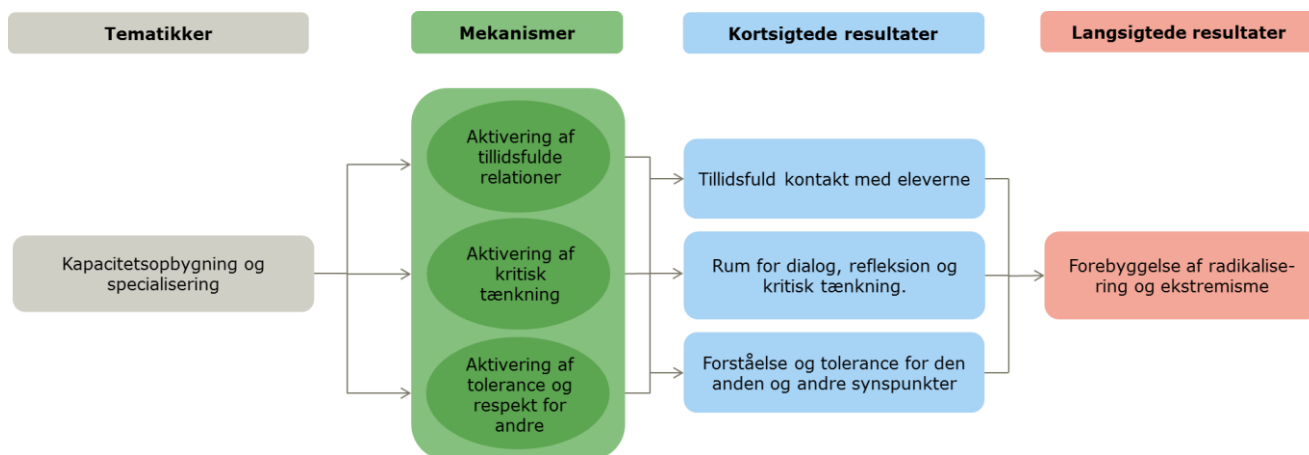 Tematikker
Mekanismer
Kortsigtede resultater
Langsigtede resultater
Kapacitetsopbygning og
specialisering
Aktivering af
tillidsfulde
relationer
Aktivering af
kritisk
tænkning
Aktivering af
tolerance og
respekt for
andre
Tillidsfuld kontakt med eleverne
Rum for dialog, refleksion og
kritisk tænkning.
Forståelse og tolerance for den
anden og andre synspunkter
Forebyggelse af radikalise-
ring og ekstremisme